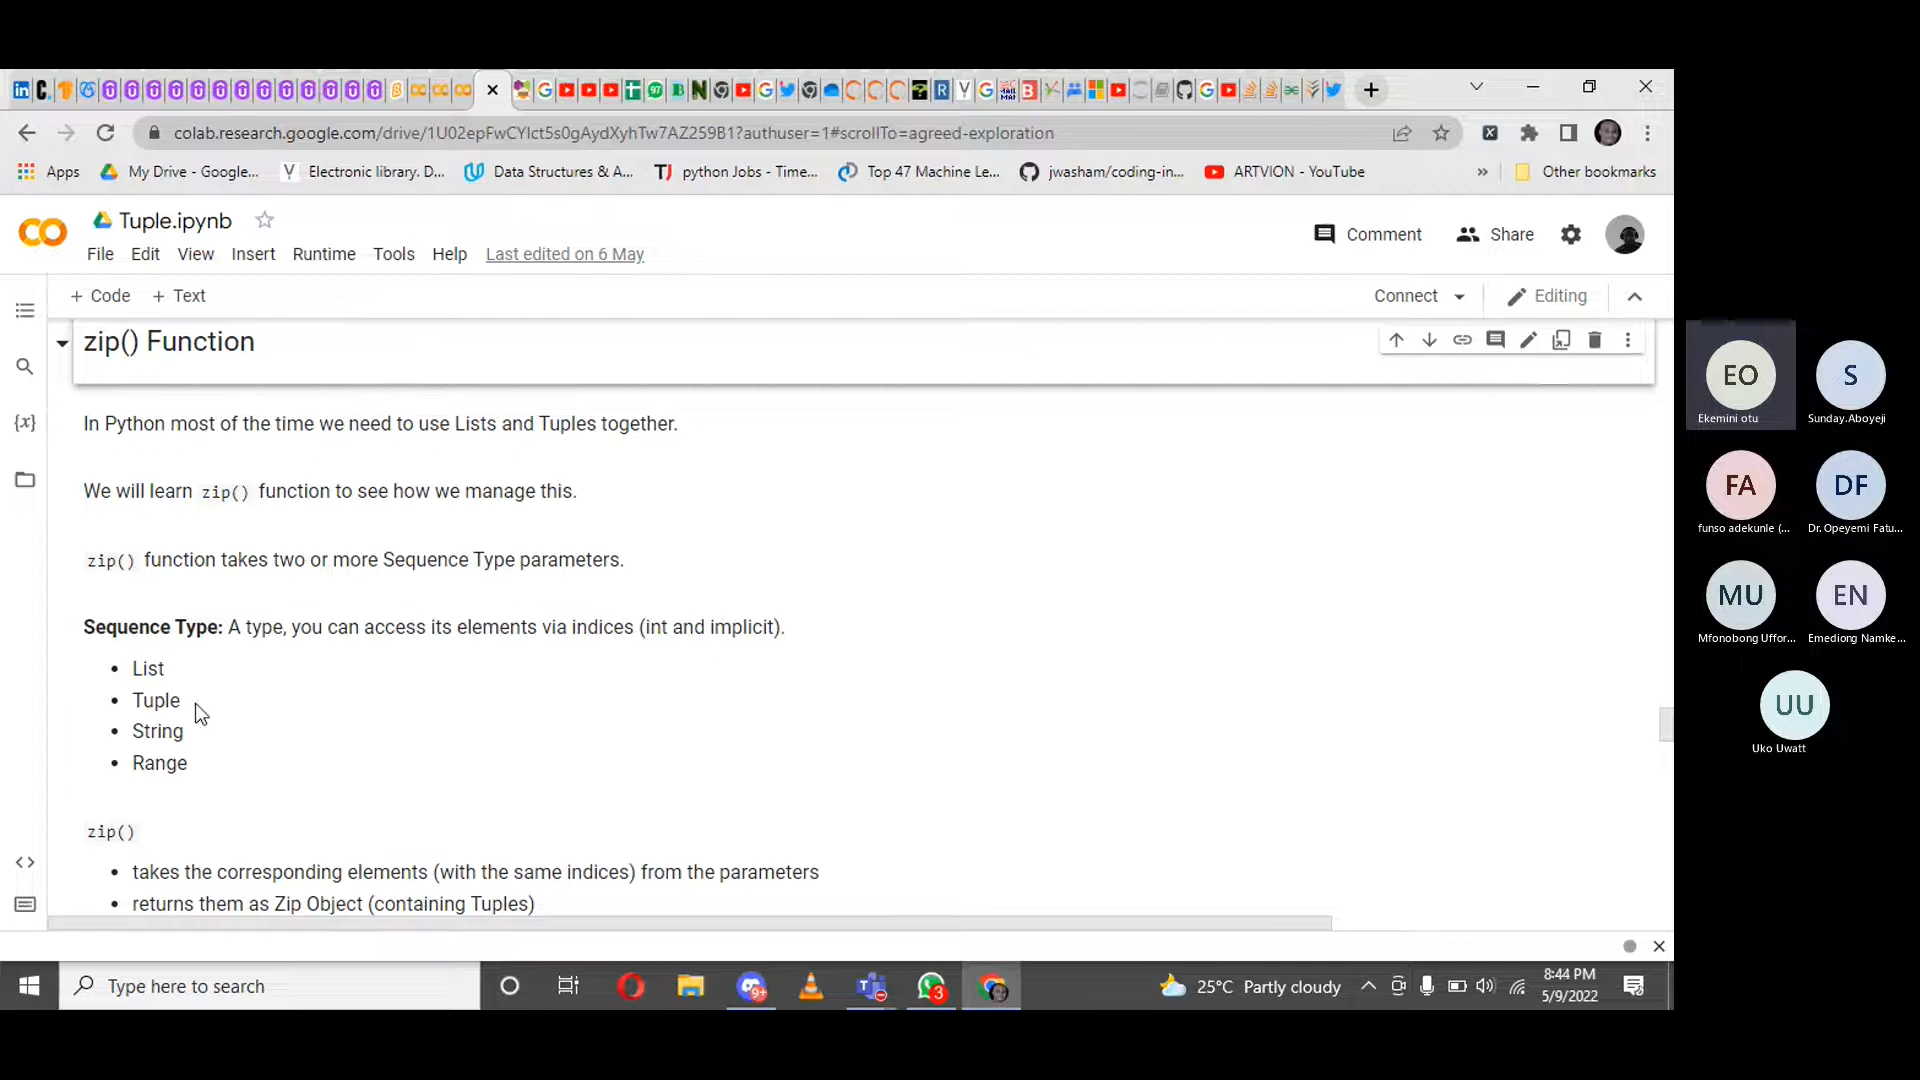 colab.research.google.com/drive/1U02epFwCYIct5s0gAydXyhTw7AZ259B1?authuser=1#scrollTo=agreed-exploration
Apps My Drive - Google... Electronic library. D... Data Structures & A... python Jobs - Time... Top 47 Machine Le... jwasham/coding-in... ARTVION - YouTube » Other bookmarks
Tuple.ipynb
Comment Share
File Edit View Insert Runtime Tools Help Last edited on 6 May
+ Code + Text Connect Editing
zip() Function
In Python most of the time we need to use Lists and Tuples together.
We will learn zip() function to see how we manage this.
zip() function takes two or more Sequence Type parameters.
Sequence Type: A type, you can access its elements via indices (int and implicit).
• List
• Tuple
• String
• Range
zip()
• takes the corresponding elements (with the same indices) from the parameters
• returns them as Zip Object (containing Tuples)
Type here to search
25°C Partly cloudy
8:44 PM
5/9/2022
EO
Ekemini otu
S
Sunday.Aboyeji
FA
funso adekunle (...
DF
Dr. Opeyemi Fatu...
MU
Mfonobong Uffor...
EN
Emediong Namke...
UU
Uko Uwatt